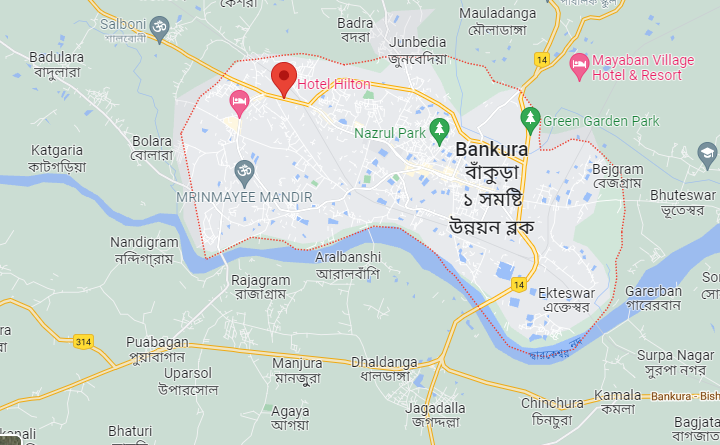 কেশরা
Salboni
শালবোনী
Badra
বদরা
Mauladanga
মৌলাডাঙ্গা
Junbedia
জুনবেদিয়া
Badulara
বাদুলারা
14
Mayaban Village
Hotel & Resort
Hotel Hilton
Nazrul Park
Green Garden Park
Bolara
বোলারা
Katgaria
কাটগড়িয়া
Bankura
বাঁকুড়া
১ সমষ্টি
উন্নয়ন ব্লক
Bejgram
বেজগ্রাম
MRINMAYEE MANDIR
Bhuteswar
ভূতেস্বর
Nandigram
নন্দিগ্রাম
Aralbanshi
আরালবাঁশি
Rajagram
রাজাগ্রাম
14
Ekteswar
এক্তেস্বর
Garerban
গারেরবান
314
Puabagan
পুয়াবাগান
দ্বারকেশ্বর নদ
Surpa Nagar
সুরপা নগর
Uparsol
উপারসোল
Manjura
মানজুরা
Dhaldanga
ধালডাঙ্গা
Kamala
কমলা
Bankura - Bish
Agaya
আগয়া
Jagadalla
জগদ্দল্লা
Chinchura
চিনচুরা
Bhaturi